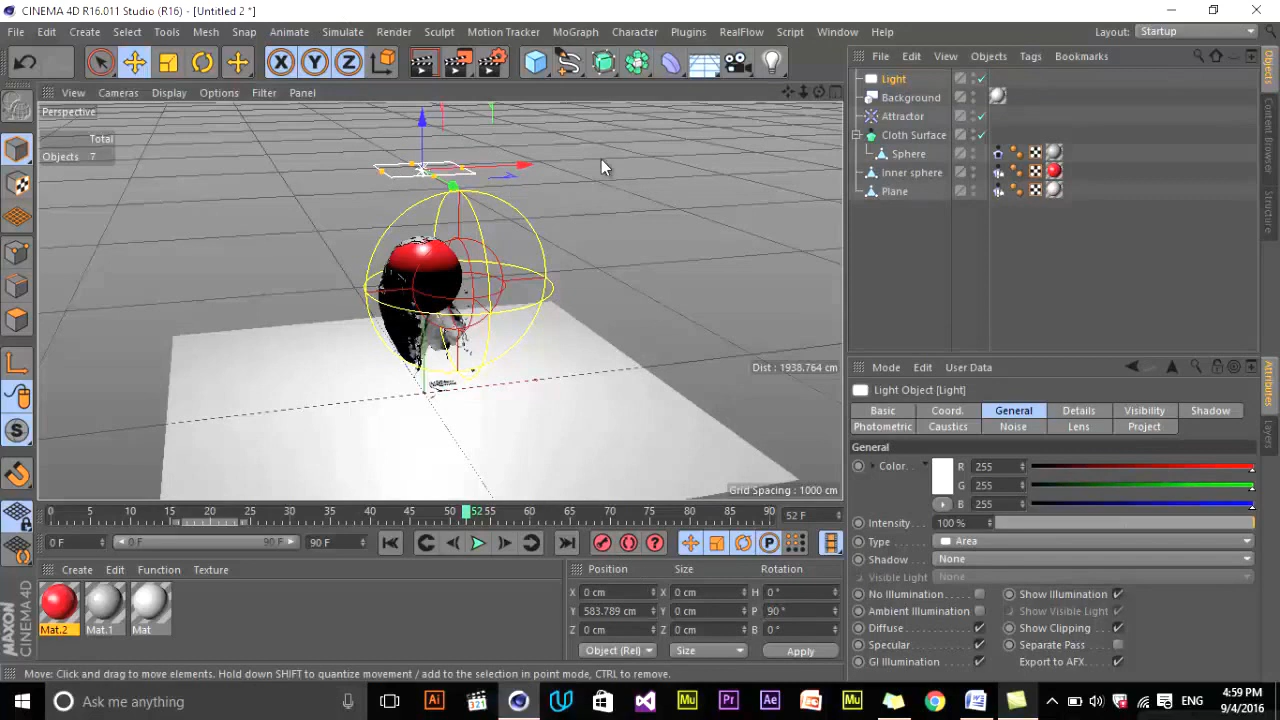 CINEMA 4D R16.011 Studio (R16) - [Untitled 2 *]
File Edit Create Select Tools Mesh Snap Animate Simulate Render Sculpt Motion Tracker MoGraph Character Plugins RealFlow Script Window Help Layout: Startup
File Edit View Objects Tags Bookmarks
View Cameras Display Options Filter Panel
Perspective
Total
Objects 7
Light
Background
Attractor
Cloth Surface
Sphere
Inner sphere
Plane
Objects
Content Browser
Structure
Dist : 1938.764 cm
Grid Spacing : 1000 cm
Mode Edit User Data
Light Object [Light]
Basic Coord. General Details Visibility Shadow
Photometric Caustics Noise Lens Project
General
Color. . R 255
G 255
B 255
Intensity. 100 %
Type . . Area
Shadow. . None
Visible Light . None
No Illumination . Show Illumination .
Ambient Illumination Show Visible Light .
Diffuse . . . Show Clipping . .
Specular . . . Separate Pass . .
GI Illumination . . Export to AFX. .
Attributes
Layers
0 5 10 15 20 25 30 35 40 45 52 55 60 65 70 75 80 85 90 52 F
0 F 0 F 90 F 90 F
Create Edit Function Texture
Mat.2 Mat.1 Mat
Position Size Rotation
X 0 cm X 0 cm H 0 °
Y 583.789 cm Y 0 cm P 90 °
Z 0 cm Z 0 cm B 0 °
Object (Rel) Size Apply
MAXON CINEMA 4D
Move: Click and drag to move elements. Hold down SHIFT to quantize movement / add to the selection in point mode, CTRL to remove.
Ask me anything
ENG
4:59 PM
9/4/2016